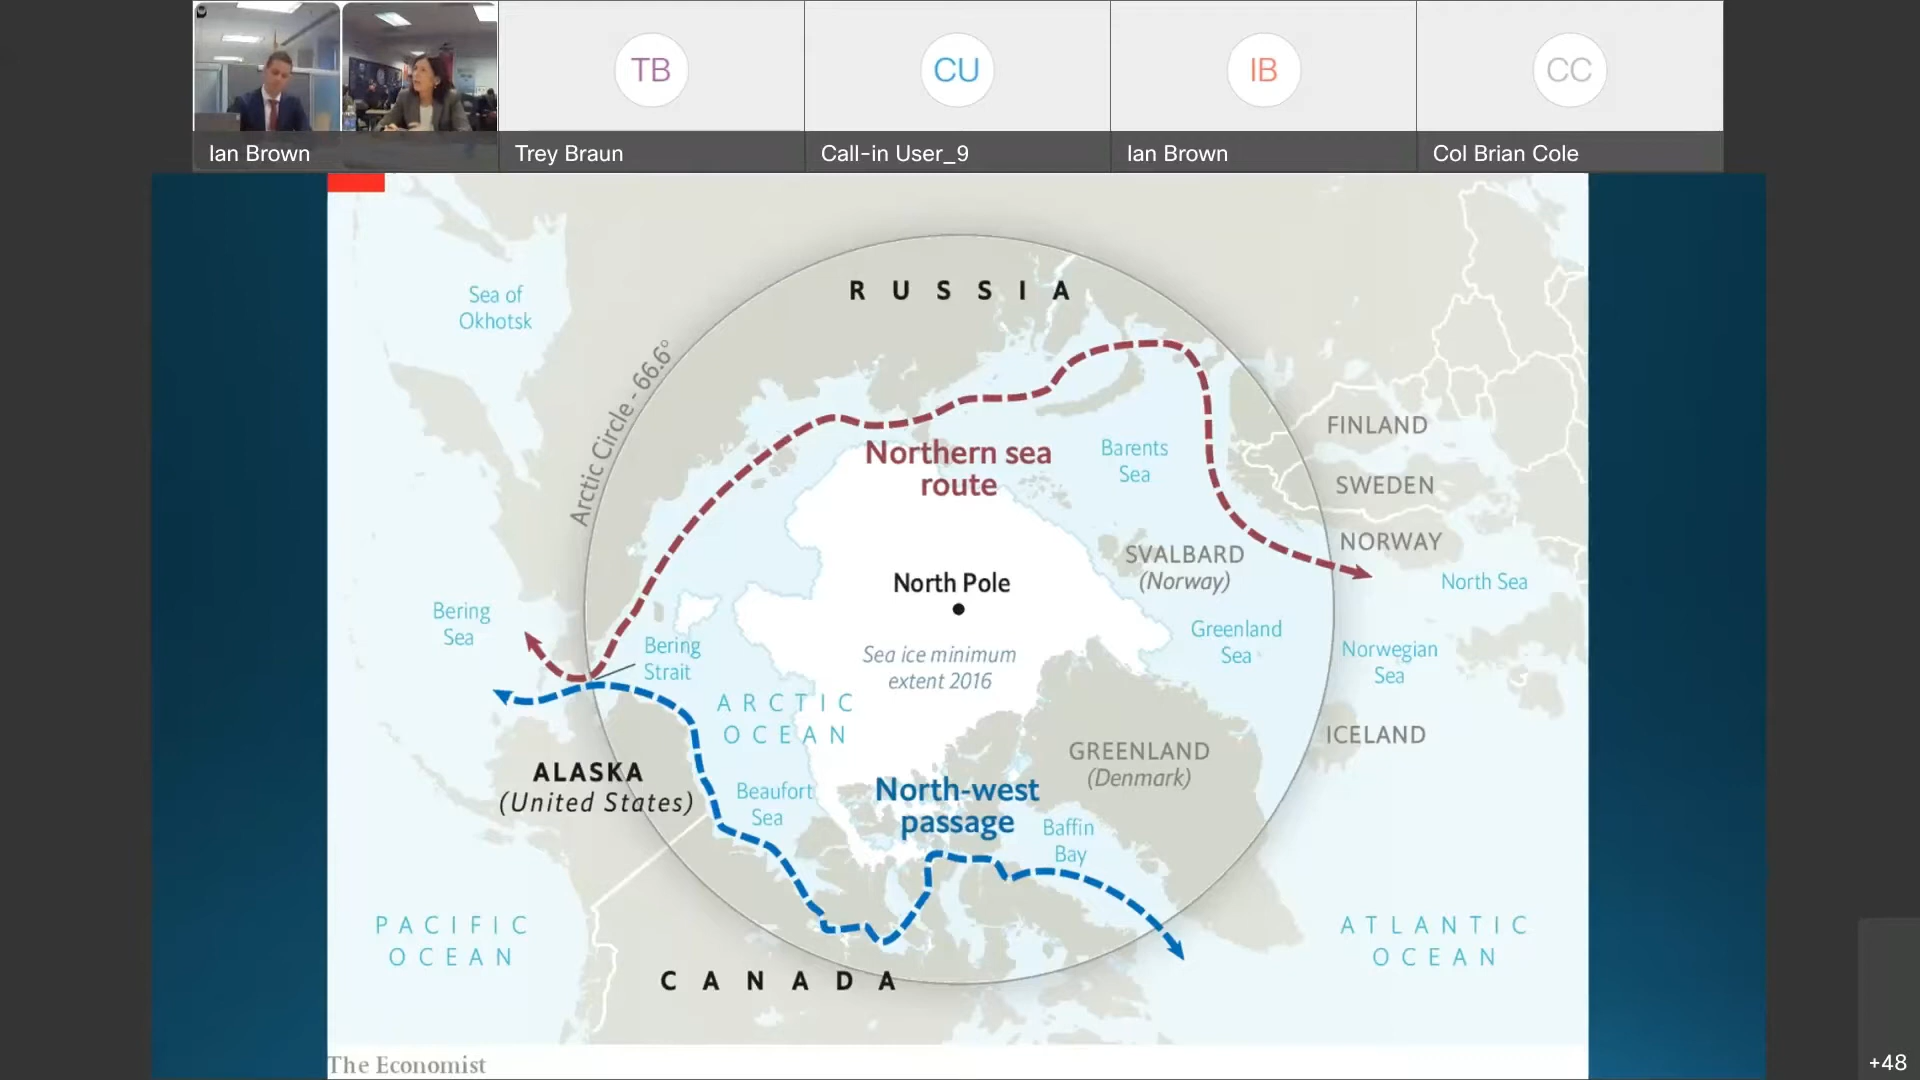 TB
CU
IB
CC
Ian Brown
Trey Braun
Call-in User_9
Ian Brown
Col Brian Cole
RUSSIA
Sea of
Okhotsk
Arctic Circle - 66.6°
Northern sea
route
Barents
Sea
FINLAND
SWEDEN
NORWAY
SVALBARD
(Norway)
North Sea
North Pole
Bering
Sea
Bering
Strait
Sea ice minimum
extent 2016
Greenland
Sea
Norwegian
Sea
ARCTIC
OCEAN
ICELAND
GREENLAND
(Denmark)
ALASKA
(United States)
Beaufort
Sea
North-west
passage
Baffin
Bay
PACIFIC
OCEAN
ATLANTIC
OCEAN
CANADA
The Economist
+48